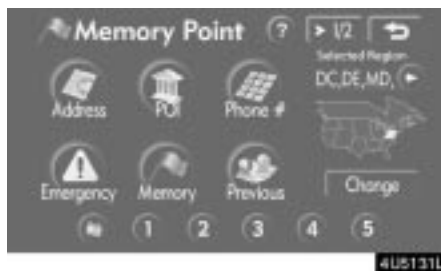 Memory Point ? > 1/2
Selected Region
DC,DE,MD,
Address POI Phone #
Emergency Memory Previous Change
1 2 3 4 5
4U5131L